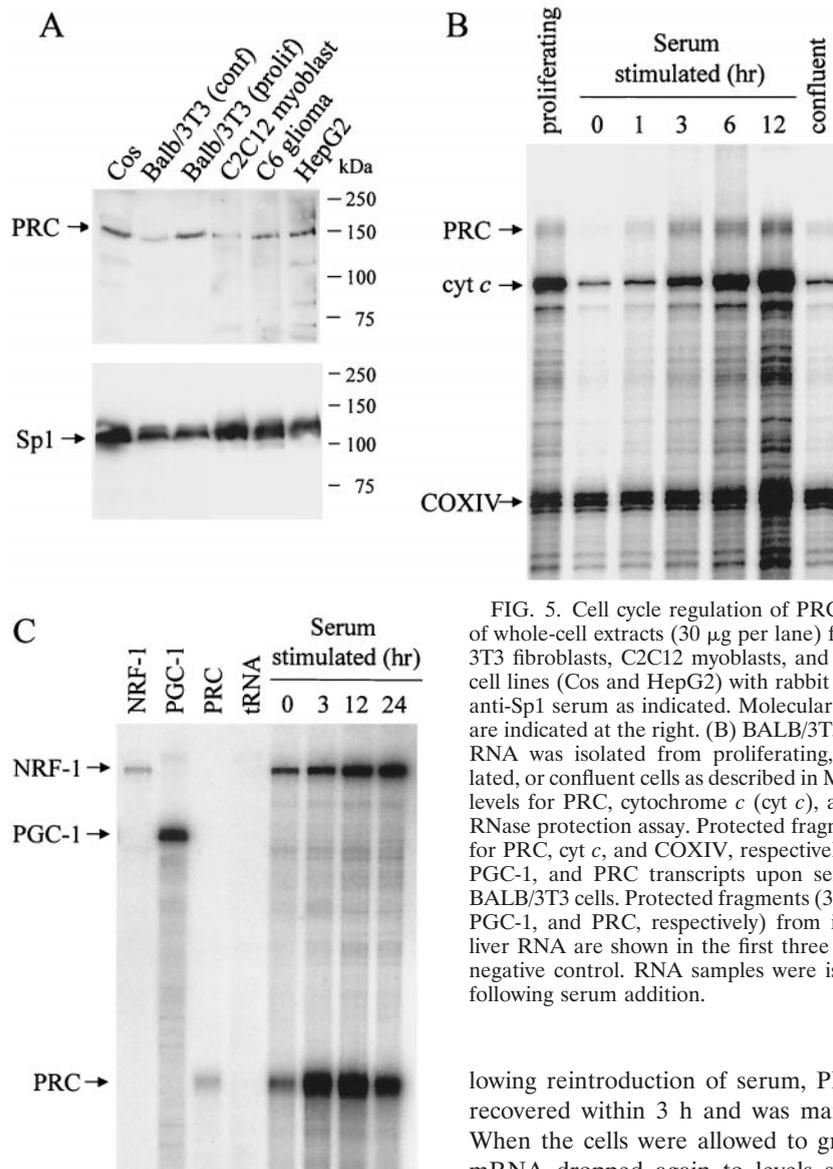 A
Cos
Balb/3T3 (conf)
Balb/3T3 (prolif)
C2C12 myoblast
C6 glioma
HepG2
kDa
PRC
250
150
100
75
Sp1
250
150
100
75
B
proliferating
Serum
stimulated (hr)
0 1 3 6 12
confluent
PRC
cyt c
COXIV
C
NRF-1
PGC-1
PRC
tRNA
Serum
stimulated (hr)
0 3 12 24
NRF-1
PGC-1
PRC
FIG. 5. Cell cycle regulation of PRC
of whole-cell extracts (30 μg per lane) f
3T3 fibroblasts, C2C12 myoblasts, and
cell lines (Cos and HepG2) with rabbit
anti-Sp1 serum as indicated. Molecular
are indicated at the right. (B) BALB/3T
RNA was isolated from proliferating,
lated, or confluent cells as described in M
levels for PRC, cytochrome c (cyt c), a
RNase protection assay. Protected fragn
for PRC, cyt c, and COXIV, respectivel
PGC-1, and PRC transcripts upon se
BALB/3T3 cells. Protected fragments (3
PGC-1, and PRC, respectively) from i
liver RNA are shown in the first three
negative control. RNA samples were is
following serum addition.
lowing reintroduction of serum, P
recovered within 3 h and was ma
When the cells were allowed to gr
mRNA dropped again to levels